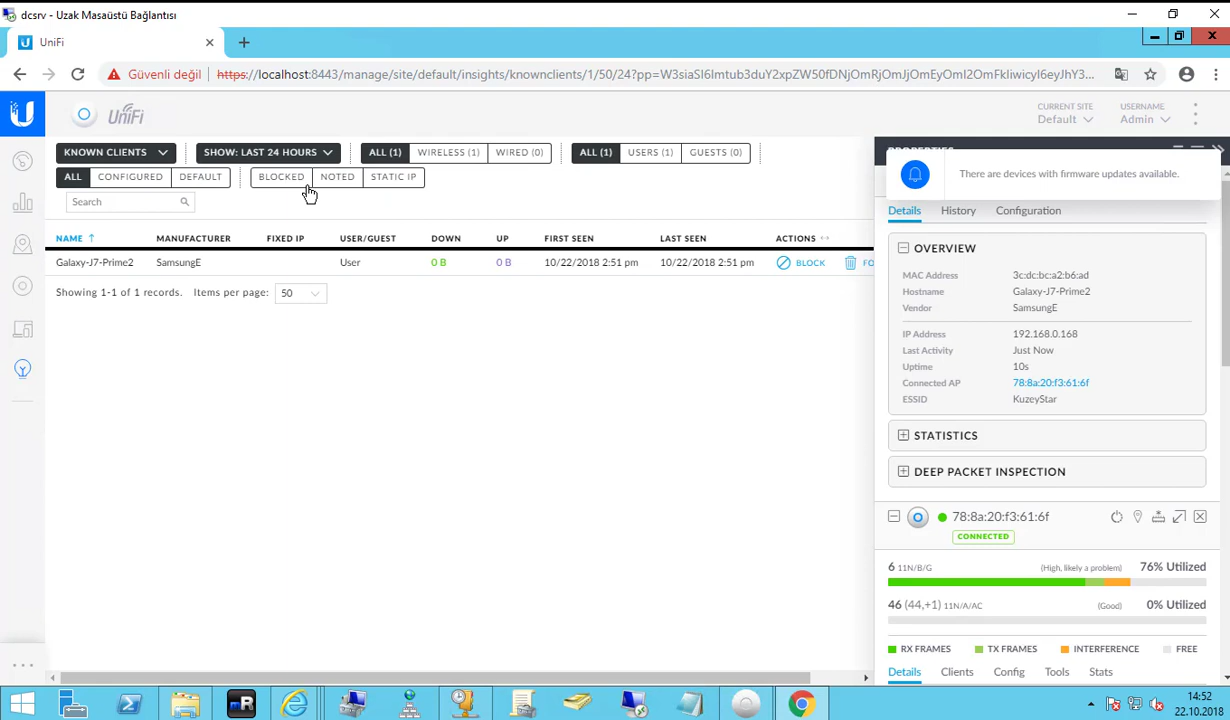 dcsrv - Uzak Masaüstü Bağlantısı
UniFi
Güvenli değil https://localhost:8443/manage/site/default/insights/knownclients/1/50/24?pp=W3siaSI6Imtub3duY2xpZW50fDNjOmRjOmJjOmEyOmI2OmFkIiwicyI6eyJhY3...
UniFi
CURRENT SITE
Default
USERNAME
Admin
KNOWN CLIENTS
SHOW: LAST 24 HOURS
ALL (1) WIRELESS (1) WIRED (0)
ALL (1) USERS (1) GUESTS (0)
ALL CONFIGURED DEFAULT
BLOCKED NOTED STATIC IP
Search
NAME MANUFACTURER FIXED IP USER/GUEST DOWN UP FIRST SEEN LAST SEEN ACTIONS
Galaxy-J7-Prime2 SamsungE User 0 B 0 B 10/22/2018 2:51 pm 10/22/2018 2:51 pm BLOCK FO
Showing 1-1 of 1 records. Items per page: 50
PROPERTIES
There are devices with firmware updates available.
Details History Configuration
OVERVIEW
MAC Address 3c:dc:bc:a2:b6:ad
Hostname Galaxy-J7-Prime2
Vendor SamsungE
IP Address 192.168.0.168
Last Activity Just Now
Uptime 10s
Connected AP 78:8a:20:f3:61:6f
ESSID KuzeyStar
STATISTICS
DEEP PACKET INSPECTION
78:8a:20:f3:61:6f
CONNECTED
6 11N/B/G (High, likely a problem) 76% Utilized
46 (44,+1) 11N/A/AC (Good) 0% Utilized
RX FRAMES TX FRAMES INTERFERENCE FREE
Details Clients Config Tools Stats
14:52
22.10.2018